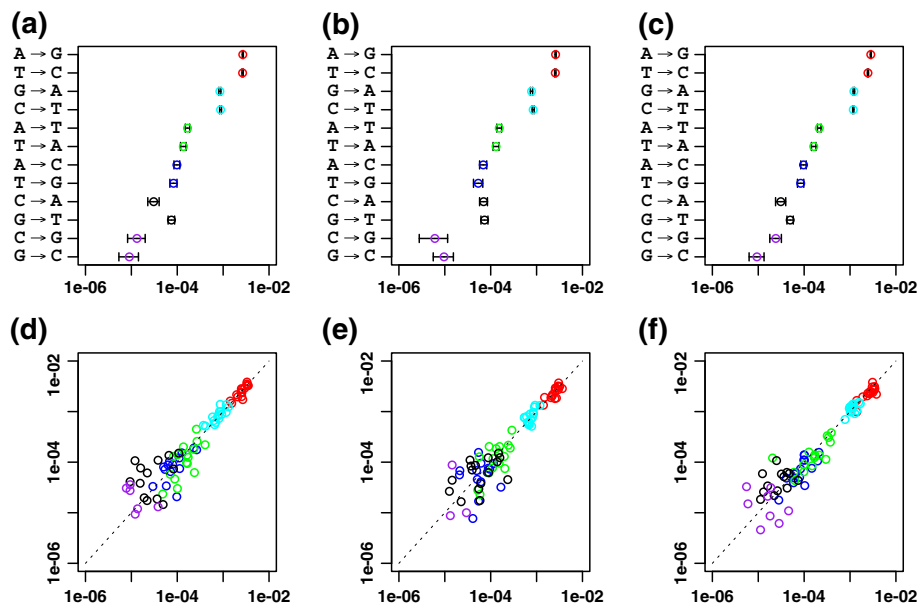 (a) (b) (c)
A → G A → G A → G
T → C T → C T → C
G → A G → A G → A
C → T C → T C → T
A → T A → T A → T
T → A T → A T → A
A → C A → C A → C
T → G T → G T → G
C → A C → A C → A
G → T G → T G → T
C → G C → G C → G
G → C G → C G → C
1e-06 1e-04 1e-02 1e-06 1e-04 1e-02 1e-06 1e-04 1e-02
(d) (e) (f)
1e-02 1e-02 1e-02
1e-04 1e-04 1e-04
1e-06 1e-06 1e-06
1e-06 1e-04 1e-02 1e-06 1e-04 1e-02 1e-06 1e-04 1e-02